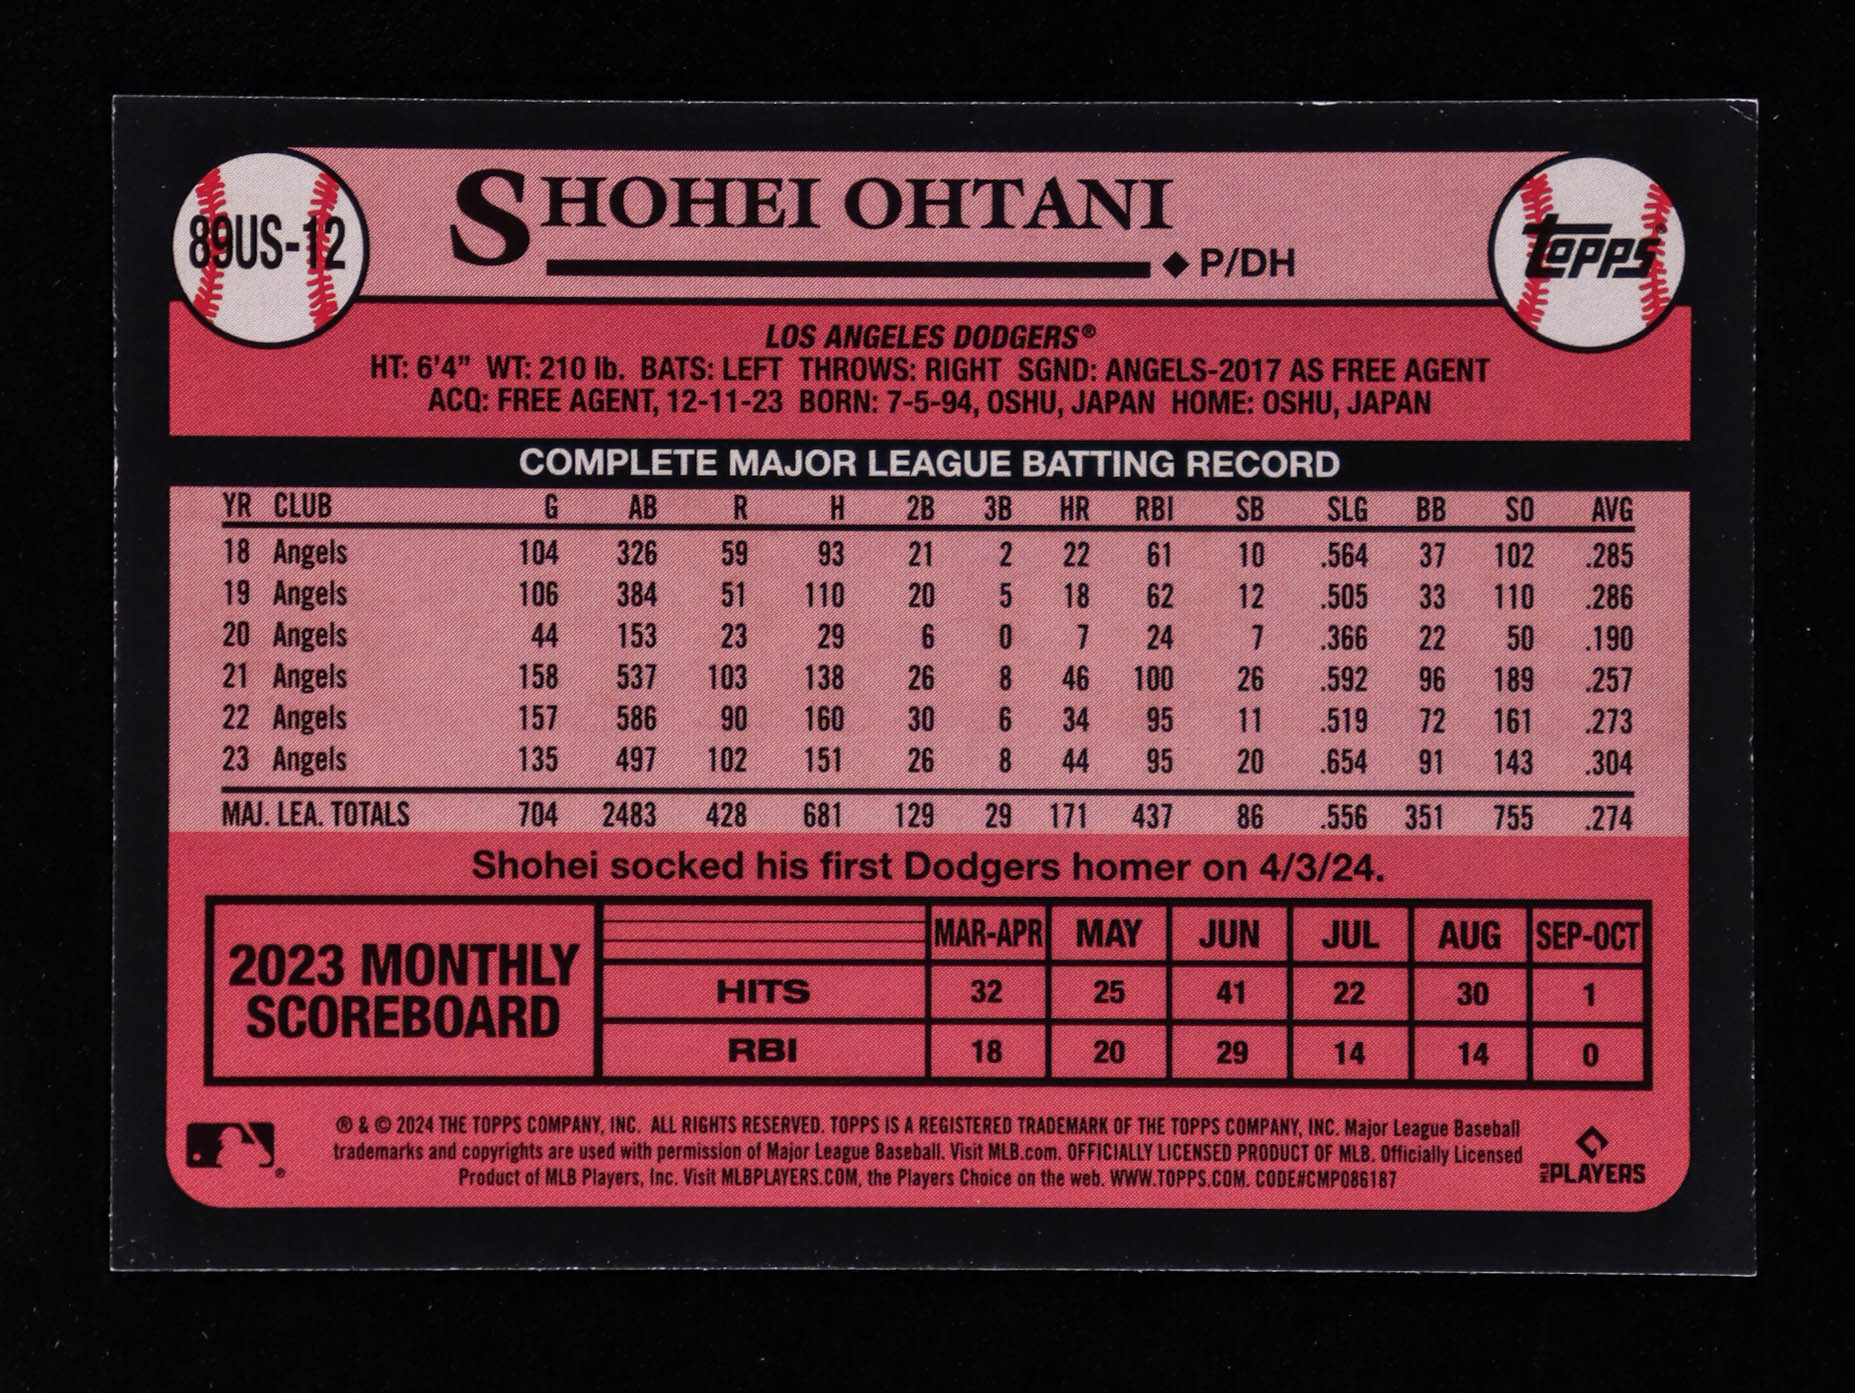 89US-12
SHOHEI OHTANI
P/DH
TOPPS®
LOS ANGELES DODGERS®
HT: 6'4" WT: 210 lb. BATS: LEFT THROWS: RIGHT SGND: ANGELS-2017 AS FREE AGENT
ACQ: FREE AGENT, 12-11-23 BORN: 7-5-94, OSHU, JAPAN HOME: OSHU, JAPAN
COMPLETE MAJOR LEAGUE BATTING RECORD
YR CLUB G AB R H 2B 3B HR RBI SB SLG BB SO AVG
18 Angels 104 326 59 93 21 2 22 61 10 .564 37 102 .285
19 Angels 106 384 51 110 20 5 18 62 12 .505 33 110 .286
20 Angels 44 153 23 29 6 0 7 24 7 .366 22 50 .190
21 Angels 158 537 103 138 26 8 46 100 26 .592 96 189 .257
22 Angels 157 586 90 160 30 6 34 95 11 .519 72 161 .273
23 Angels 135 497 102 151 26 8 44 95 20 .654 91 143 .304
MAJ. LEA. TOTALS 704 2483 428 681 129 29 171 437 86 .556 351 755 .274
Shohei socked his first Dodgers homer on 4/3/24.
2023 MONTHLY
SCOREBOARD
MAR-APR MAY JUN JUL AUG SEP-OCT
HITS 32 25 41 22 30 1
RBI 18 20 29 14 14 0
® & © 2024 THE TOPPS COMPANY, INC. ALL RIGHTS RESERVED. TOPPS IS A REGISTERED TRADEMARK OF THE TOPPS COMPANY, INC. Major League Baseball
trademarks and copyrights are used with permission of Major League Baseball. Visit MLB.com. OFFICIALLY LICENSED PRODUCT OF MLB. Officially Licensed
Product of MLB Players, Inc. Visit MLBPLAYERS.COM, the Players Choice on the web. WWW.TOPPS.COM. CODE#CMP086187
®
MLB PLAYERS